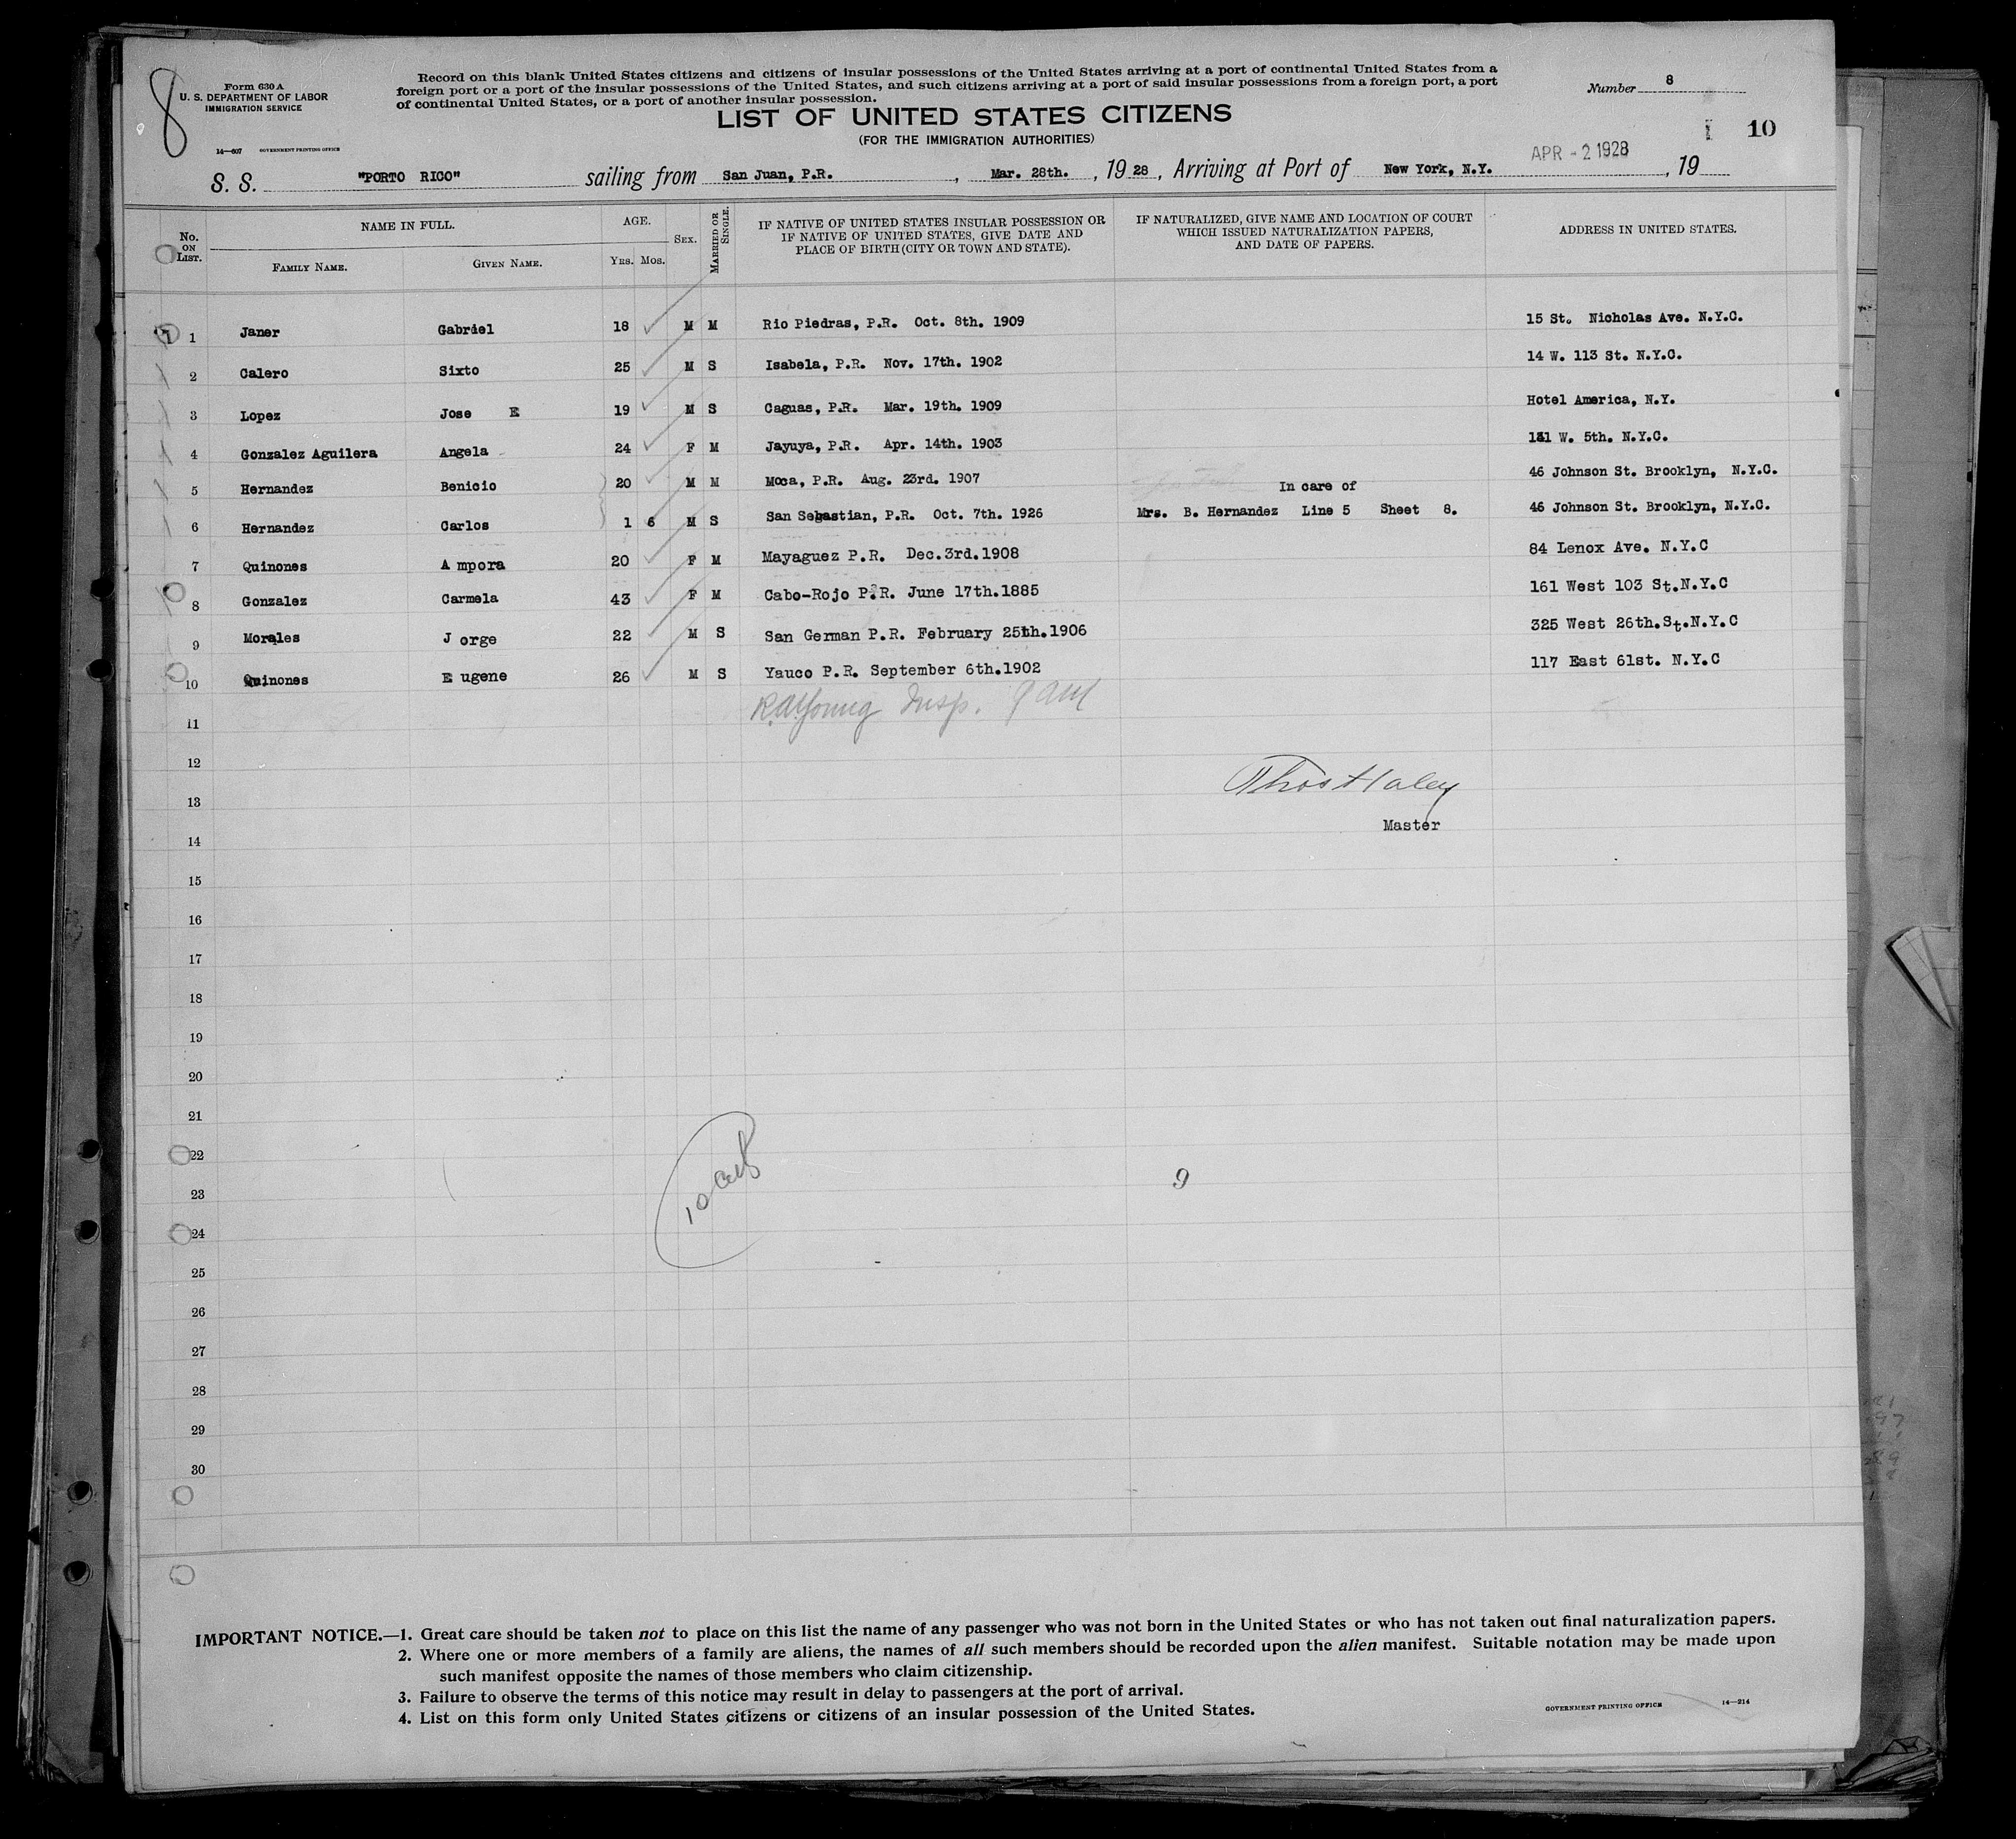 8
Form 630 A
U. S. DEPARTMENT OF LABOR
IMMIGRATION SERVICE
14—607 GOVERNMENT PRINTING OFFICE
Record on this blank United States citizens and citizens of insular possessions of the United States arriving at a port of continental United States from a
foreign port or a port of the insular possessions of the United States, and such citizens arriving at a port of said insular possessions from a foreign port, a port
of continental United States, or a port of another insular possession.
Number 8
LIST OF UNITED STATES CITIZENS
(FOR THE IMMIGRATION AUTHORITIES)
10
APR - 2 1928
S. S. "PORTO RICO" sailing from San Juan, P.R. , Mar. 28th. , 19 28 , Arriving at Port of New York, N.Y. , 19
No. ON LIST. NAME IN FULL. AGE. SEX. MARRIED OR SINGLE. IF NATIVE OF UNITED STATES INSULAR POSSESSION OR IF NATIVE OF UNITED STATES, GIVE DATE AND PLACE OF BIRTH (CITY OR TOWN AND STATE). IF NATURALIZED, GIVE NAME AND LOCATION OF COURT WHICH ISSUED NATURALIZATION PAPERS, AND DATE OF PAPERS. ADDRESS IN UNITED STATES.
FAMILY NAME. GIVEN NAME. YRS. MOS.
1 Janer Gabriel 18 M M Rio Piedras, P.R. Oct. 8th. 1909 15 St. Nicholas Ave. N.Y.C.
2 Calero Sixto 25 M S Isabela, P.R. Nov. 17th. 1902 14 W. 113 St. N.Y.C.
3 Lopez Jose E 19 M S Caguas, P.R. Mar. 19th. 1909 Hotel America, N.Y.
4 Gonzalez Aguilera Angela 24 F M Jayuya, P.R. Apr. 14th. 1903 W. 5th. N.Y.C.
5 Hernandez Benicio 20 M M Moca, P.R. Aug. 23rd. 1907 In care of 46 Johnson St. Brooklyn, N.Y.C.
6 Hernandez Carlos 1 6 M S San Sebastian, P.R. Oct. 7th. 1926 Mrs. B. Hernandez Line 5 Sheet 8. 46 Johnson St. Brooklyn, N.Y.C.
7 Quinones A mpora 20 F M Mayaguez P.R. Dec.3rd.1908 84 Lenox Ave. N.Y.C
8 Gonzalez Carmela 43 F M Cabo-Rojo P.R. June 17th.1885 161 West 103 St.N.Y.C
9 Morales J orge 22 M S San German P.R. February 25th.1906 325 West 26th.St.N.Y.C
10 Quinones E ugene 26 M S Yauco P.R. September 6th.1902 117 East 61st. N.Y.C
11 Insp.
12
13 Thos Haley
14 Master
15
16
17
18
19
20
21
22
23 9
24
25
26
27
28
29
30
IMPORTANT NOTICE.—1. Great care should be taken not to place on this list the name of any passenger who was not born in the United States or who has not taken out final naturalization papers.
2. Where one or more members of a family are aliens, the names of all such members should be recorded upon the alien manifest. Suitable notation may be made upon
such manifest opposite the names of those members who claim citizenship.
3. Failure to observe the terms of this notice may result in delay to passengers at the port of arrival.
4. List on this form only United States citizens or citizens of an insular possession of the United States.
GOVERNMENT PRINTING OFFICE 14—214